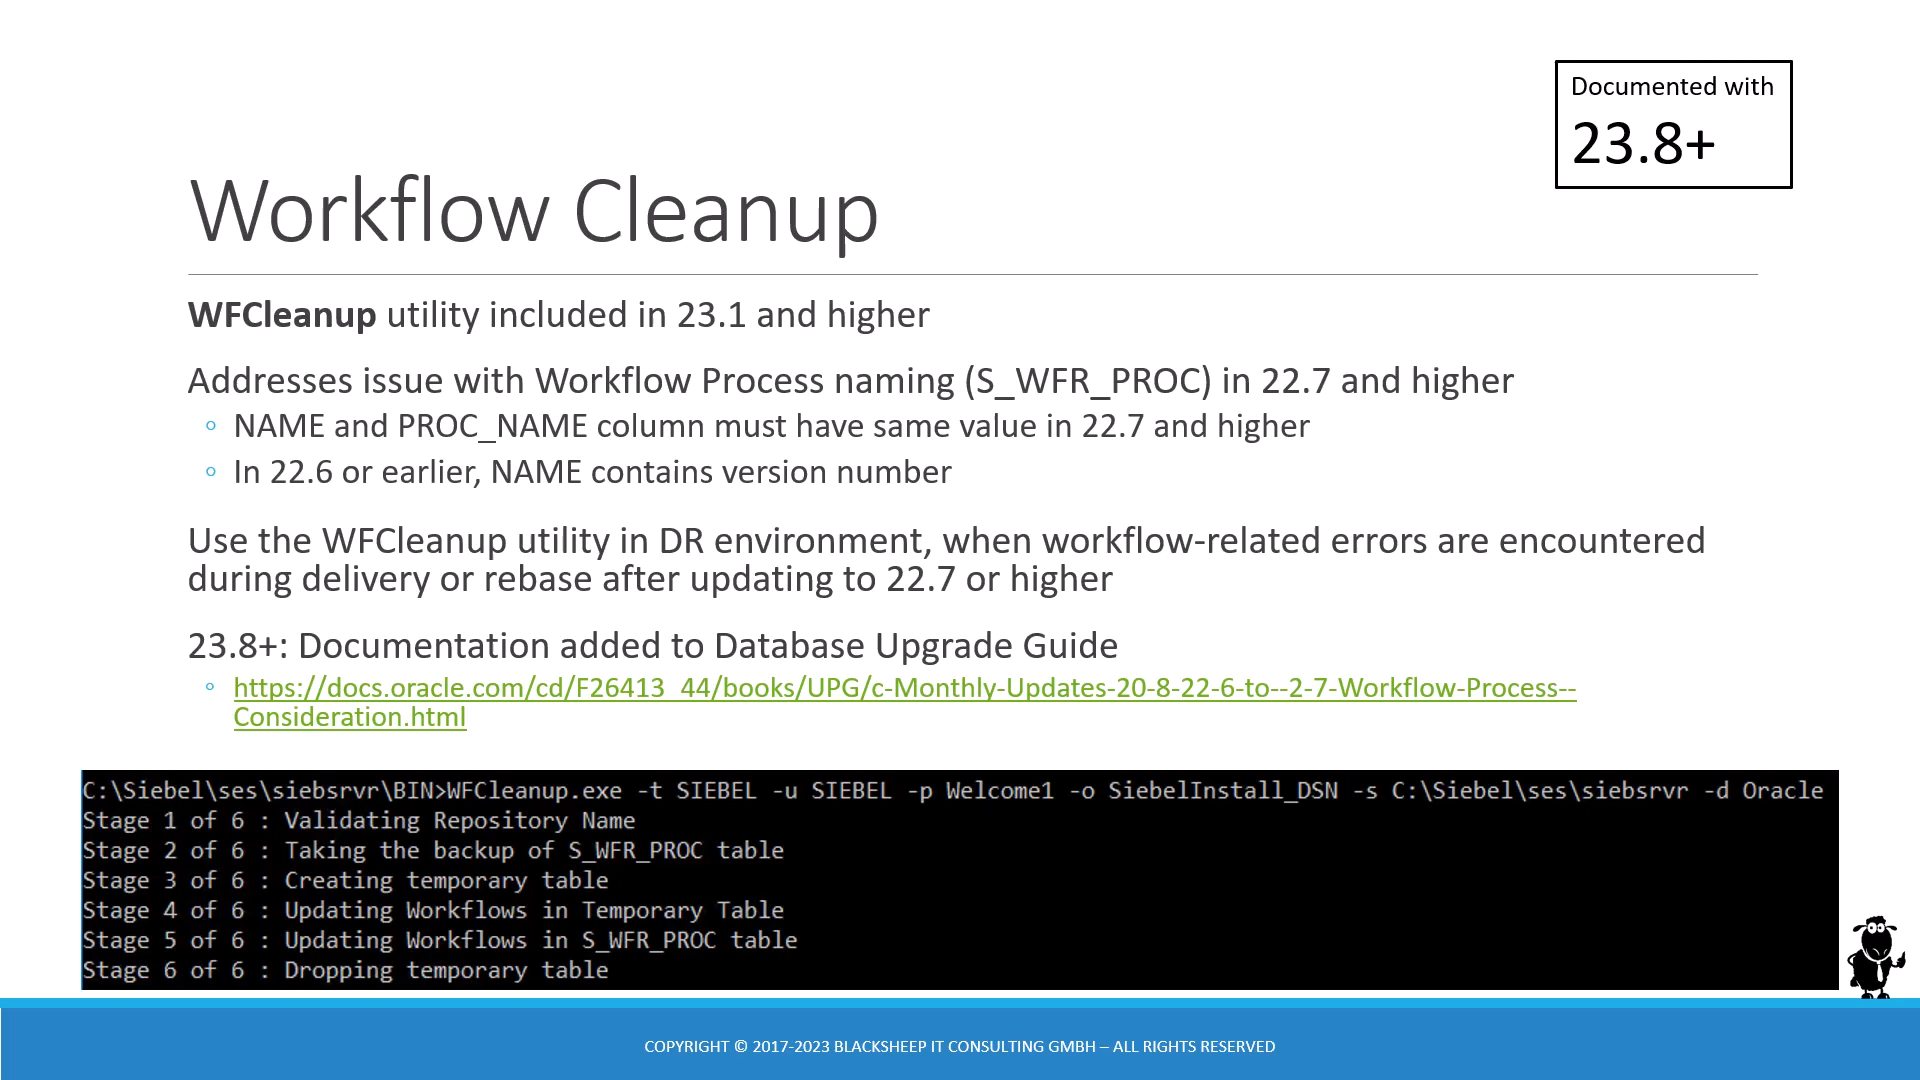 Documented with
23.8+
Workflow Cleanup
WFCleanup utility included in 23.1 and higher
Addresses issue with Workflow Process naming (S_WFR_PROC) in 22.7 and higher
◦ NAME and PROC_NAME column must have same value in 22.7 and higher
◦ In 22.6 or earlier, NAME contains version number
Use the WFCleanup utility in DR environment, when workflow-related errors are encountered
during delivery or rebase after updating to 22.7 or higher
23.8+: Documentation added to Database Upgrade Guide
◦ https://docs.oracle.com/cd/F26413_44/books/UPG/c-Monthly-Updates-20-8-22-6-to--2-7-Workflow-Process--
Consideration.html
C:\Siebel\ses\siebsrvr\BIN>WFCleanup.exe -t SIEBEL -u SIEBEL -p Welcome1 -o SiebelInstall_DSN -s C:\Siebel\ses\siebsrvr -d Oracle
Stage 1 of 6 : Validating Repository Name
Stage 2 of 6 : Taking the backup of S_WFR_PROC table
Stage 3 of 6 : Creating temporary table
Stage 4 of 6 : Updating Workflows in Temporary Table
Stage 5 of 6 : Updating Workflows in S_WFR_PROC table
Stage 6 of 6 : Dropping temporary table
COPYRIGHT © 2017-2023 BLACKSHEEP IT CONSULTING GMBH – ALL RIGHTS RESERVED